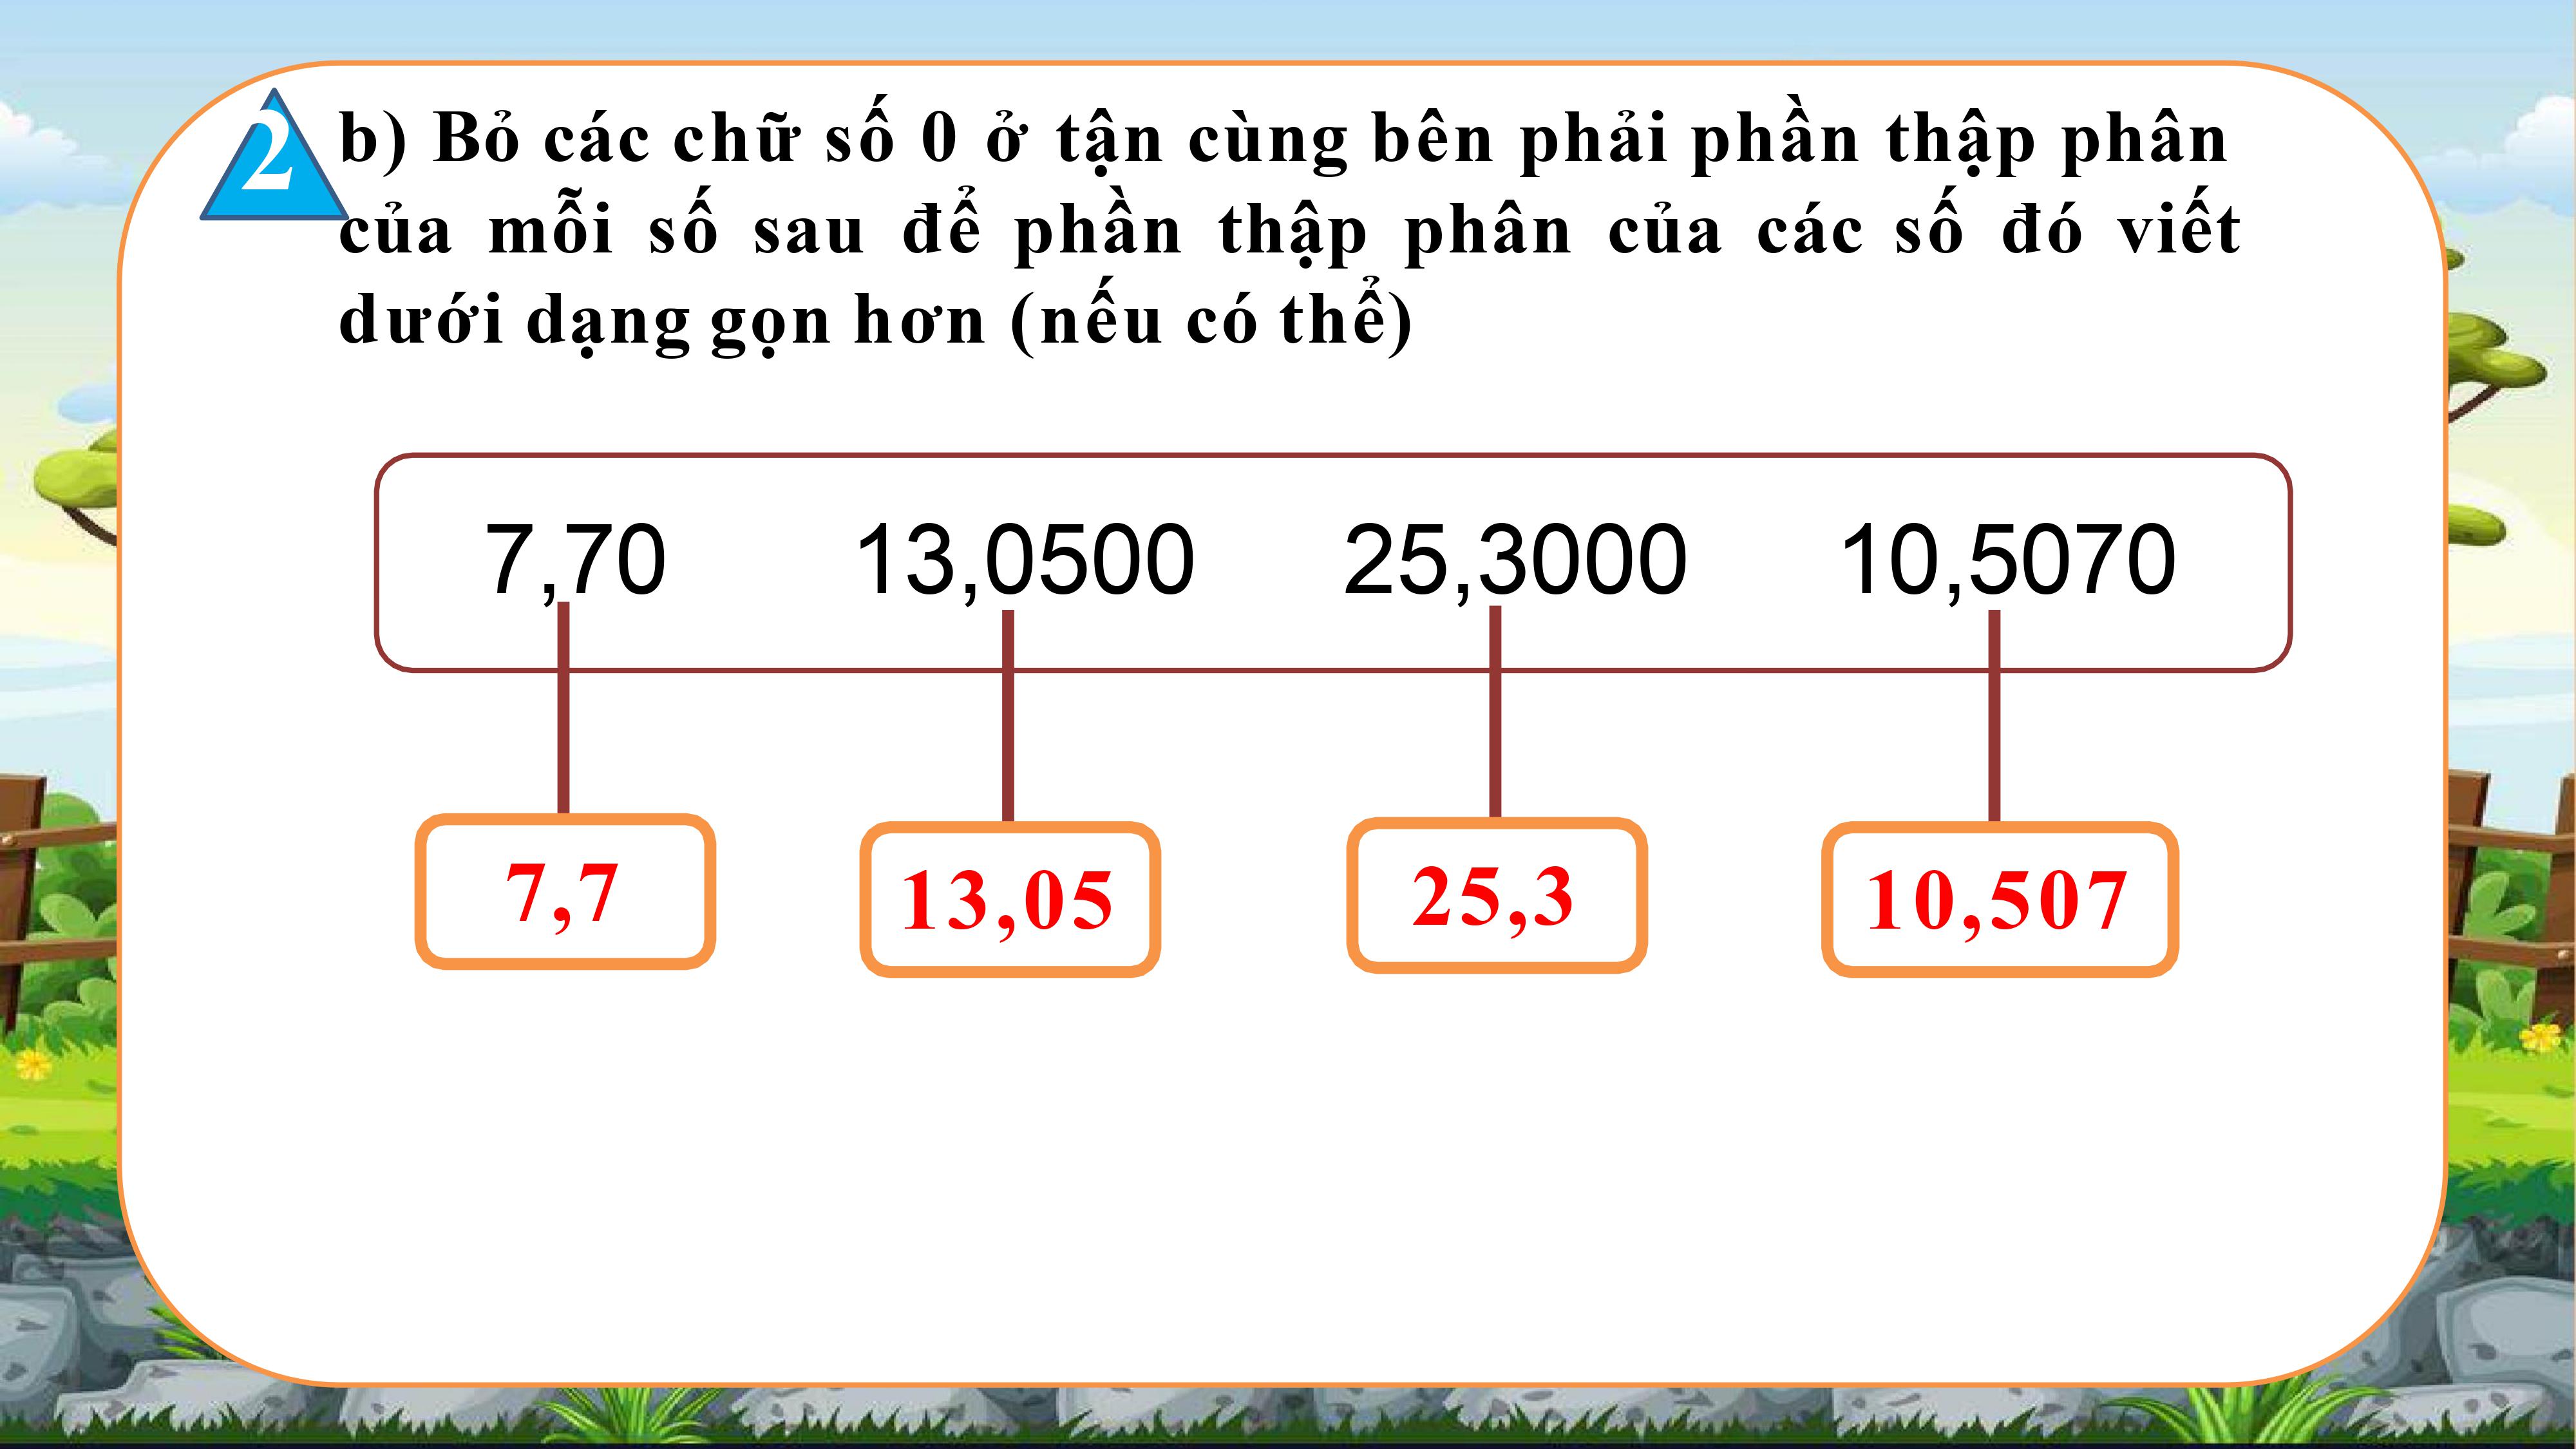 2
b) Bỏ các chữ số 0 ở tận cùng bên phải phần thập phân
của mỗi số sau để phần thập phân của các số đó viết
dưới dạng gọn hơn (nếu có thể)
7,70 13,0500 25,3000 10,5070
7,7 13,05 25,3 10,507